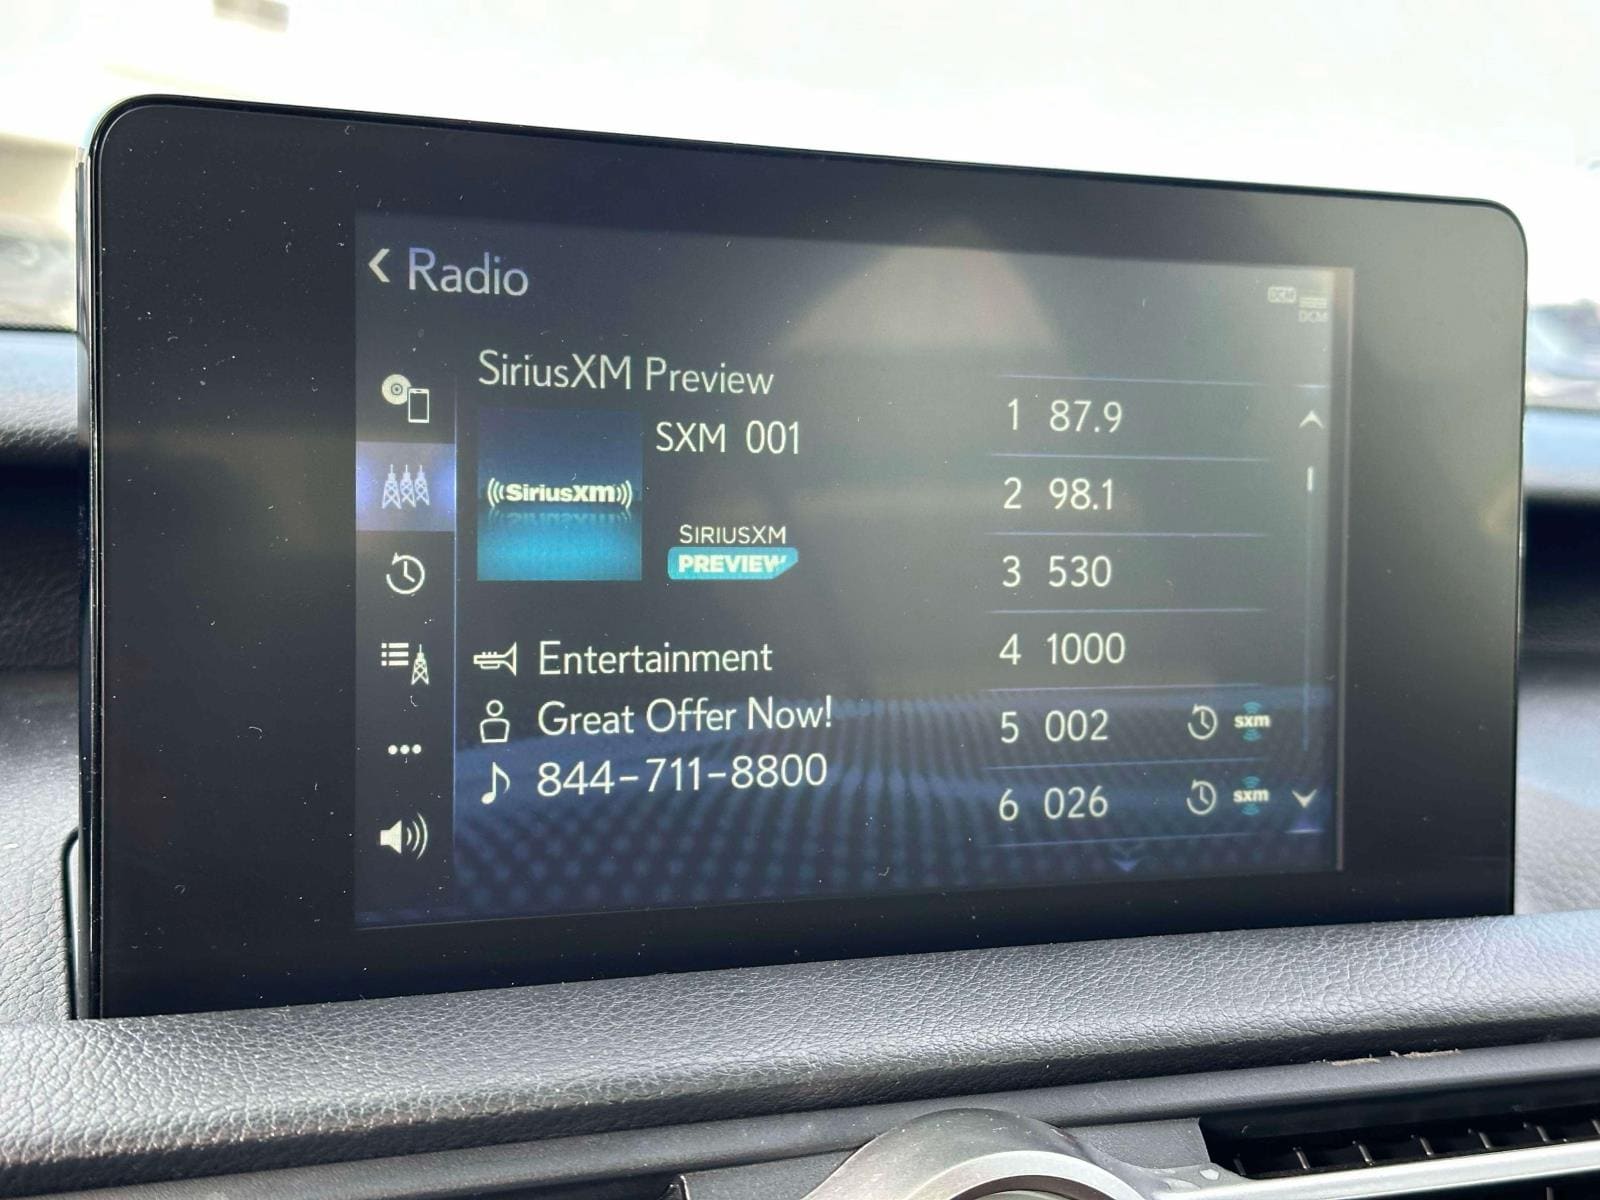 Radio
DCM
DCM
SiriusXM Preview
SXM 001
((SiriusXM))
SIRIUSXM
PREVIEW
Entertainment
Great Offer Now!
844-711-8800
1 87.9
2 98.1
3 530
4 1000
5 002 sxm
6 026 sxm